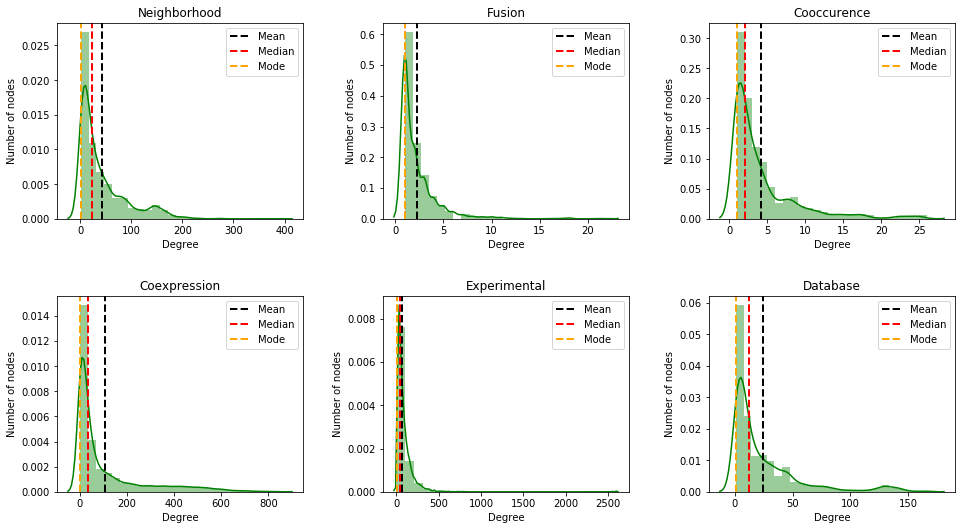 Neighborhood
Number of nodes
0.025
0.020
0.015
0.010
0.005
0.000
Mean
Median
Mode
0 100 200 300 400
Degree
Fusion
Number of nodes
0.6
0.5
0.4
0.3
0.2
0.1
0.0
Mean
Median
Mode
0 5 10 15 20
Degree
Cooccurence
Number of nodes
0.30
0.25
0.20
0.15
0.10
0.05
0.00
Mean
Median
Mode
0 5 10 15 20 25
Degree
Coexpression
Number of nodes
0.014
0.012
0.010
0.008
0.006
0.004
0.002
0.000
Mean
Median
Mode
0 200 400 600 800
Degree
Experimental
Number of nodes
0.008
0.006
0.004
0.002
0.000
Mean
Median
Mode
0 500 1000 1500 2000 2500
Degree
Database
Number of nodes
0.06
0.05
0.04
0.03
0.02
0.01
0.00
Mean
Median
Mode
0 50 100 150
Degree